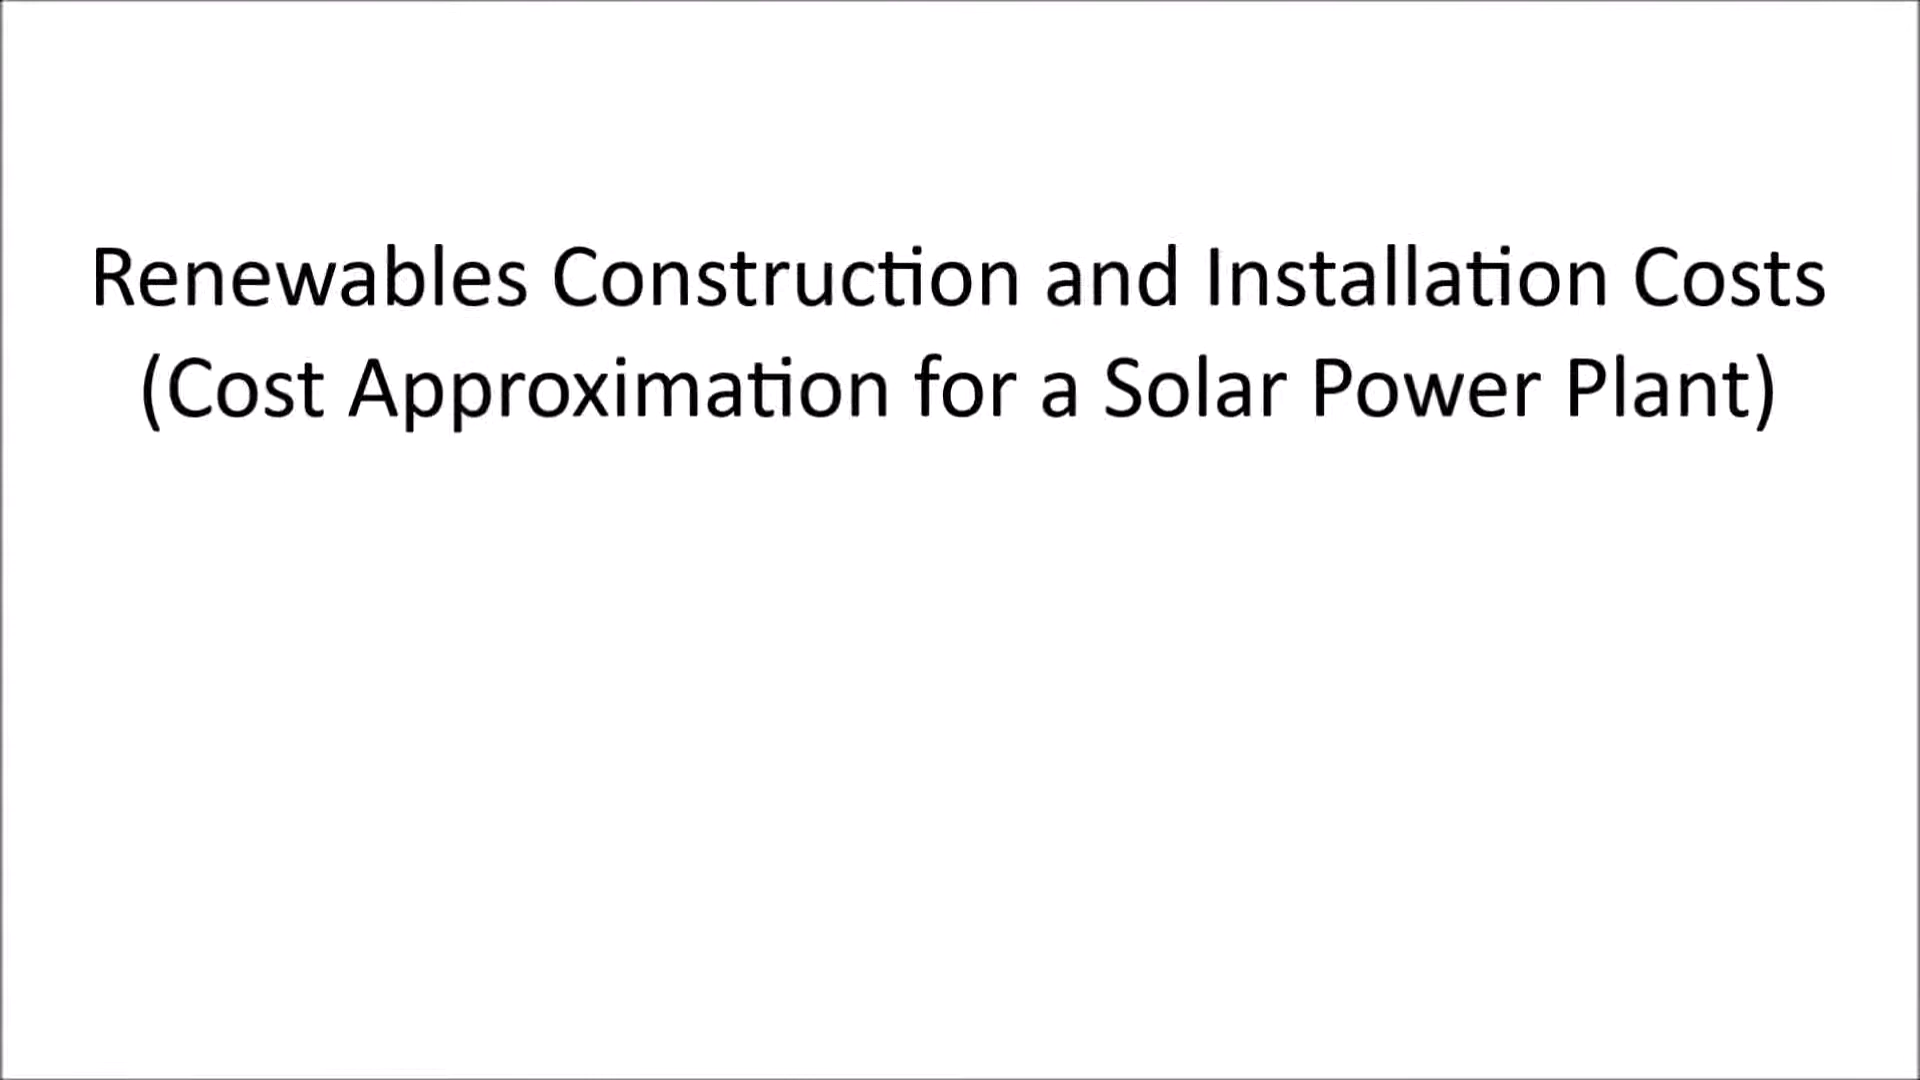 Renewables Construction and Installation Costs
(Cost Approximation for a Solar Power Plant)